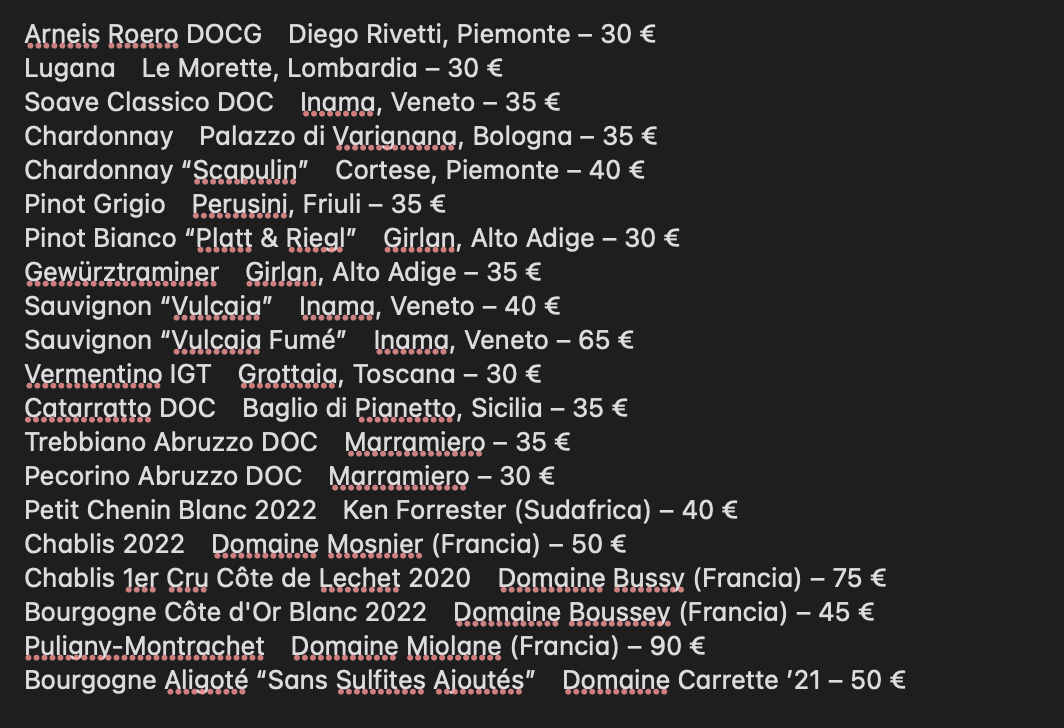 Arneis Roero DOCG Diego Rivetti, Piemonte – 30 €
Lugana Le Morette, Lombardia – 30 €
Soave Classico DOC Inama, Veneto – 35 €
Chardonnay Palazzo di Varignana, Bologna – 35 €
Chardonnay “Scapulin” Cortese, Piemonte – 40 €
Pinot Grigio Perusini, Friuli – 35 €
Pinot Bianco “Platt & Riegl” Girlan, Alto Adige – 30 €
Gewürztraminer Girlan, Alto Adige – 35 €
Sauvignon “Vulcaia” Inama, Veneto – 40 €
Sauvignon “Vulcaia Fumé” Inama, Veneto – 65 €
Vermentino IGT Grottaia, Toscana – 30 €
Catarratto DOC Baglio di Pianetto, Sicilia – 35 €
Trebbiano Abruzzo DOC Marramiero – 35 €
Pecorino Abruzzo DOC Marramiero – 30 €
Petit Chenin Blanc 2022 Ken Forrester (Sudafrica) – 40 €
Chablis 2022 Domaine Mosnier (Francia) – 50 €
Chablis 1er Cru Côte de Lechet 2020 Domaine Bussy (Francia) – 75 €
Bourgogne Côte d'Or Blanc 2022 Domaine Boussey (Francia) – 45 €
Puligny-Montrachet Domaine Miolane (Francia) – 90 €
Bourgogne Aligoté “Sans Sulfites Ajoutés” Domaine Carrette ’21 – 50 €